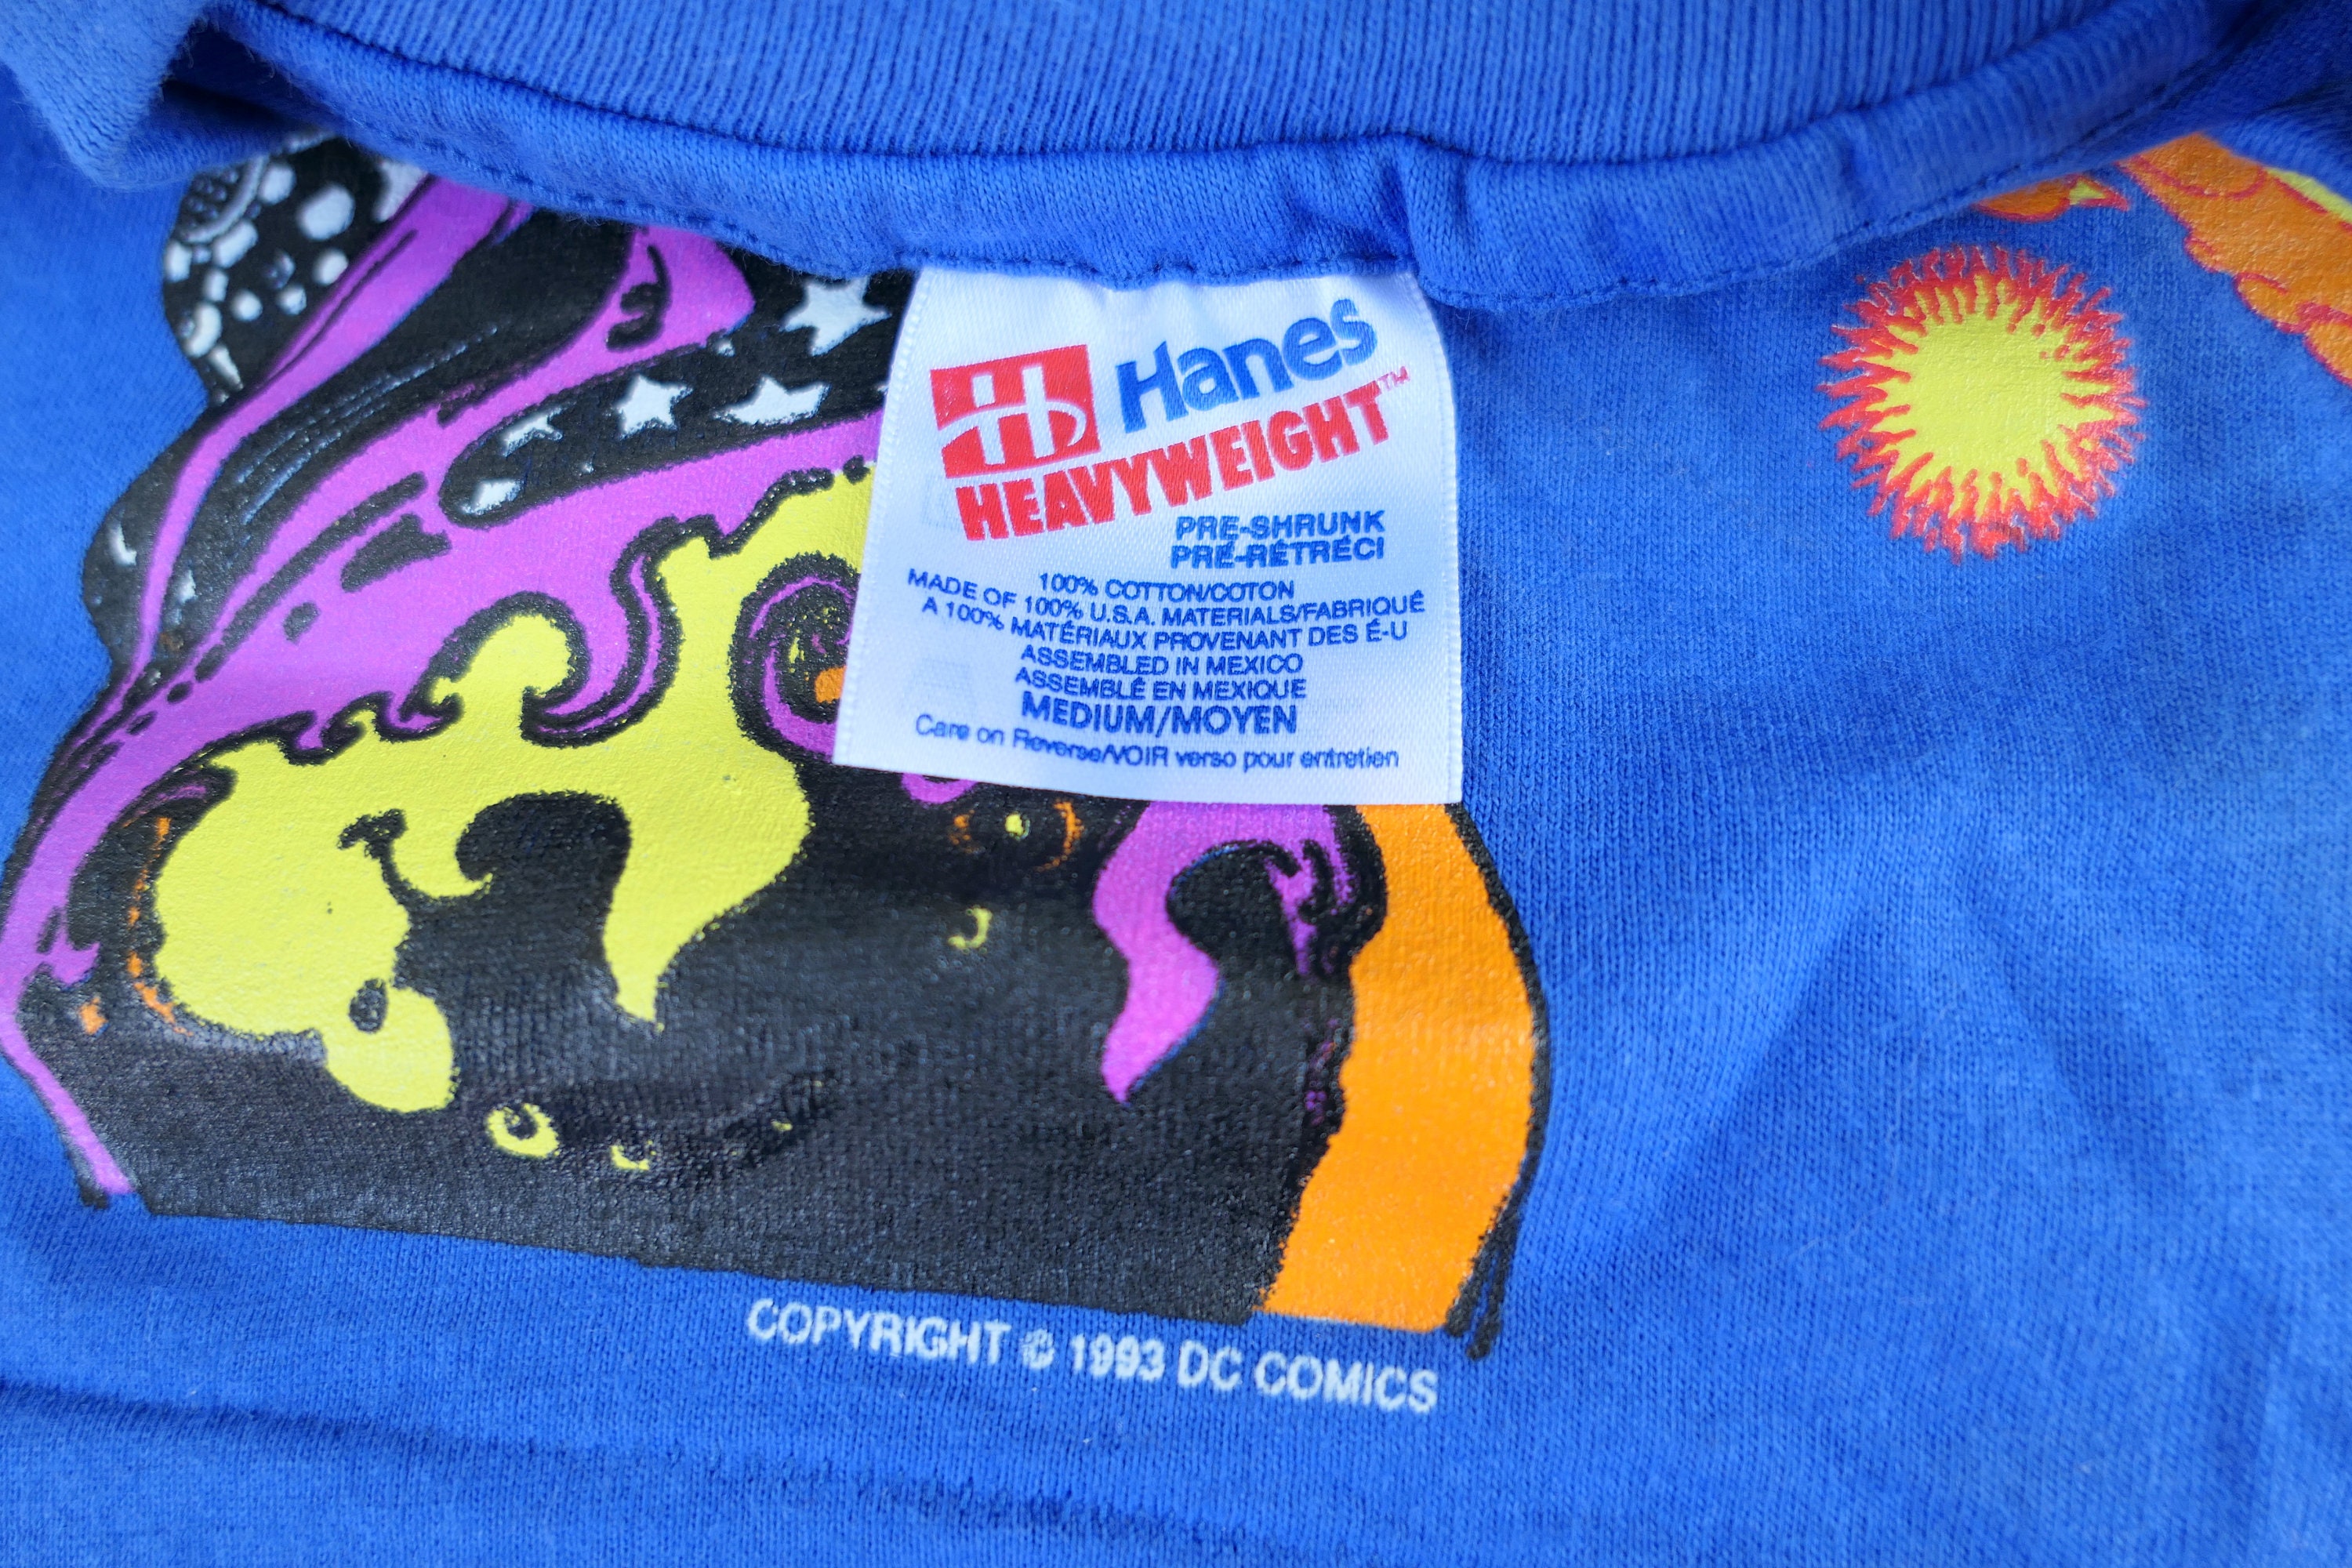 Hanes
HEAVYWEIGHT™
PRE-SHRUNK
PRÉ-RÉTRÉCI
100% COTTON/COTON
MADE OF 100% U.S.A. MATERIALS/FABRIQUÉ
A 100% MATÉRIAUX PROVENANT DES É-U
ASSEMBLED IN MEXICO
ASSEMBLÉ EN MEXIQUE
MEDIUM/MOYEN
Care on Reverse/VOIR verso pour entretien
COPYRIGHT © 1993 DC COMICS